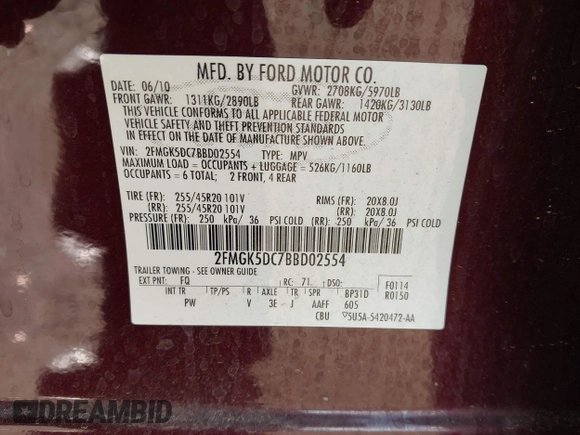 MFD. BY FORD MOTOR CO.
DATE: 06/10 GVWR: 2708KG/5970LB
FRONT GAWR: 1311KG/2890LB REAR GAWR: 1420KG/3130LB
THIS VEHICLE CONFORMS TO ALL APPLICABLE FEDERAL MOTOR
VEHICLE SAFETY AND THEFT PREVENTION STANDARDS
IN EFFECT ON THE DATE OF MANUFACTURE SHOWN ABOVE.
VIN: 2FMGK5DC7BBD02554 TYPE: MPV
MAXIMUM LOAD = OCCUPANTS + LUGGAGE = 526KG/1160LB
OCCUPANTS = 6 TOTAL; 2 FRONT, 4 REAR
TIRE (FR): 255/45R20 101V RIMS (FR): 20X8.0J
(RR): 255/45R20 101V (RR): 20X8.0J
PRESSURE (FR): 250 kPa/ 36 PSI COLD (RR): 250 kPa/ 36 PSI COLD
2FMGK5DC7BBD02554
TRAILER TOWING - SEE OWNER GUIDE
EXT PNT: FQ RC: 71 DSO: F0114
INT TR TP/PS R AXLE TR SPR BP31D R0150
PW V 3E J AAFF 605
CBU 5U5A-5420472-AA
DREAMBID